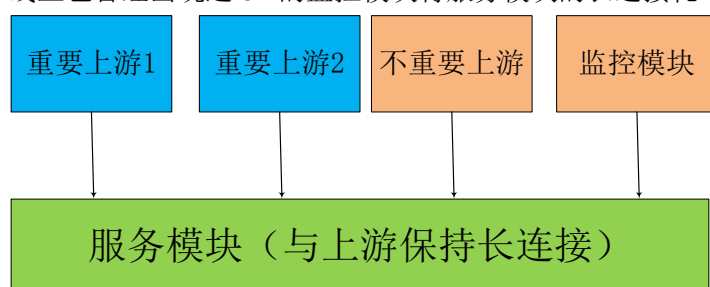 重要上游1
重要上游2
不重要上游
监控模块
服务模块（与上游保持长连接）